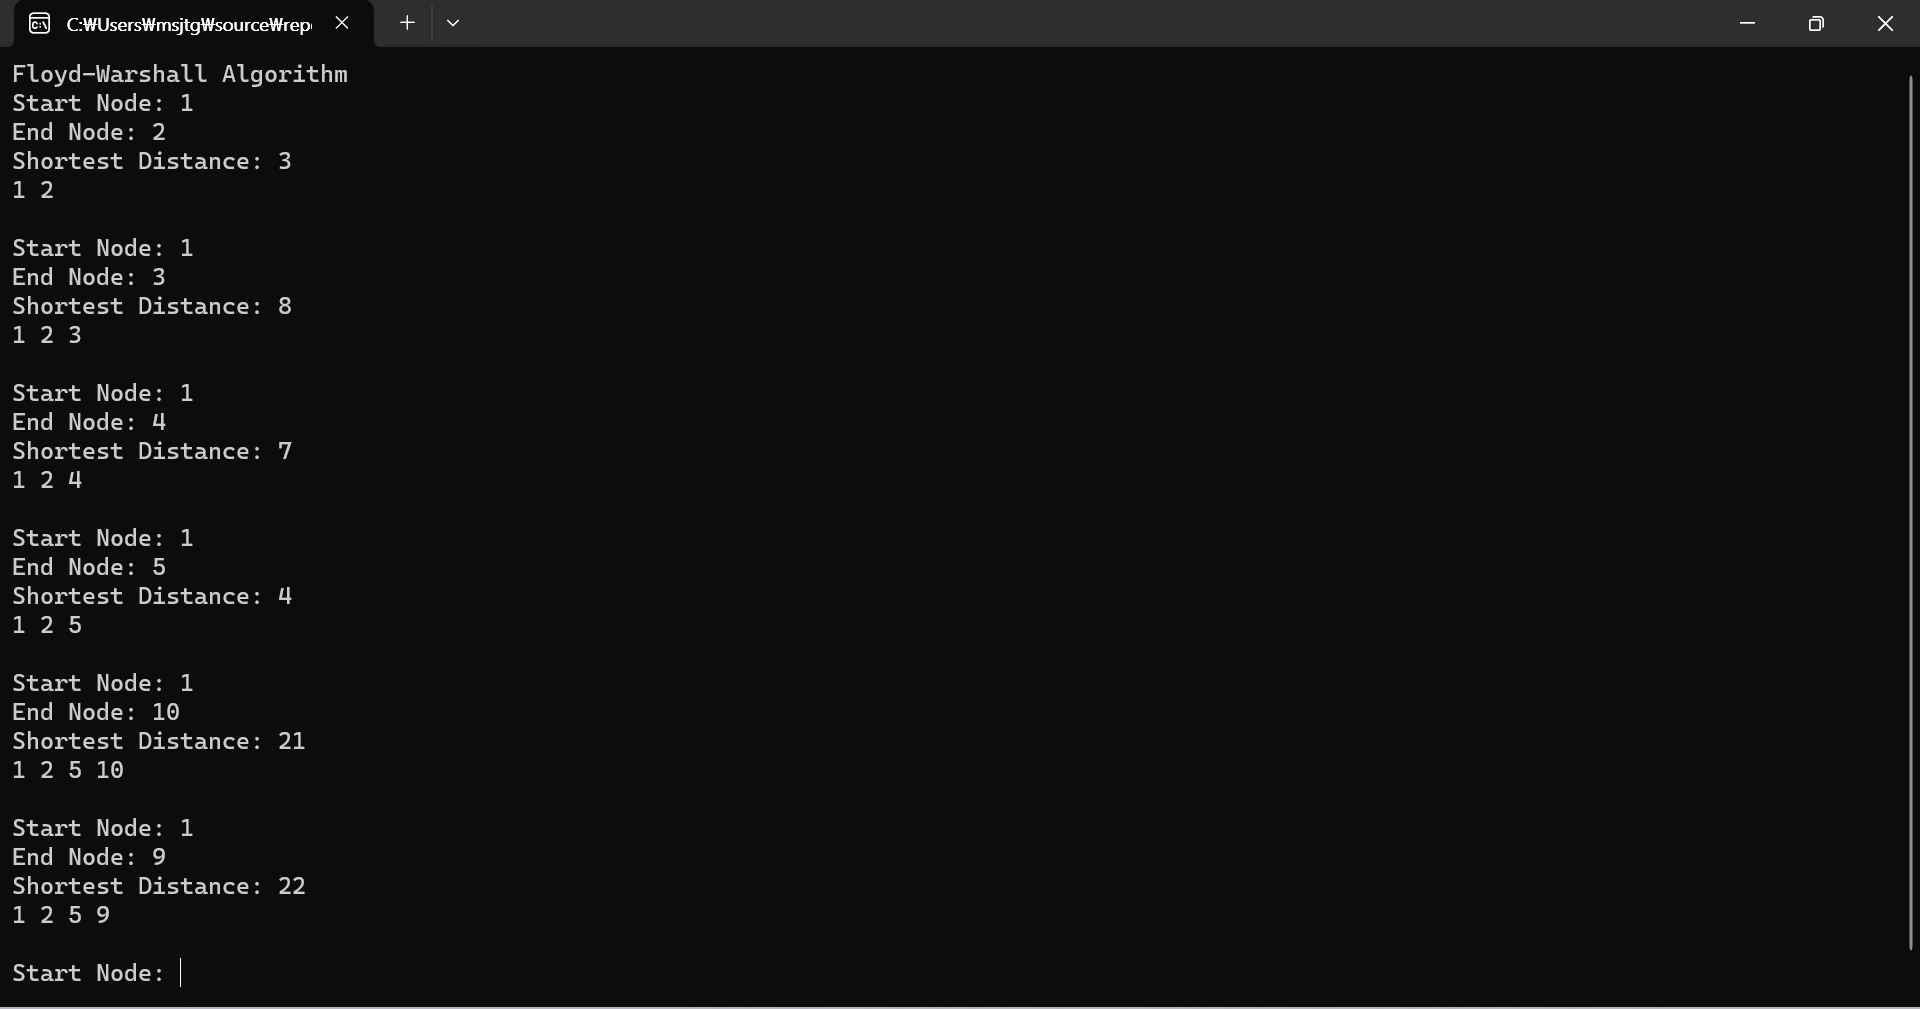 C:₩Users₩msjtg₩source₩rep
Floyd-Warshall Algorithm
Start Node: 1
End Node: 2
Shortest Distance: 3
1 2
Start Node: 1
End Node: 3
Shortest Distance: 8
1 2 3
Start Node: 1
End Node: 4
Shortest Distance: 7
1 2 4
Start Node: 1
End Node: 5
Shortest Distance: 4
1 2 5
Start Node: 1
End Node: 10
Shortest Distance: 21
1 2 5 10
Start Node: 1
End Node: 9
Shortest Distance: 22
1 2 5 9
Start Node: